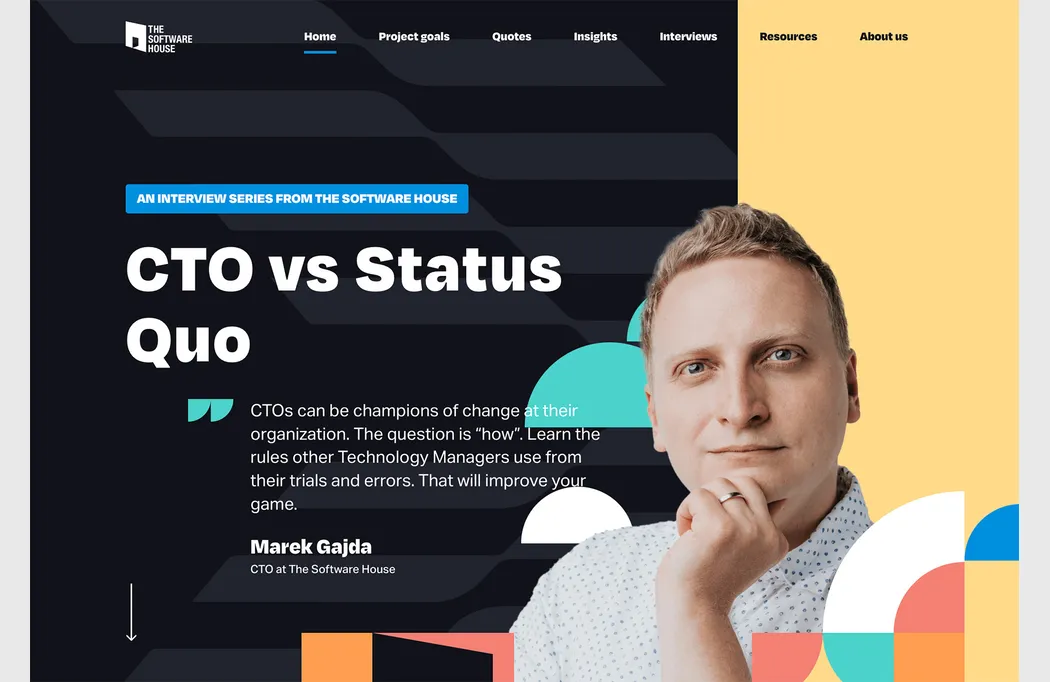 THE
SOFTWARE
HOUSE
Home Project goals Quotes Insights Interviews Resources About us
AN INTERVIEW SERIES FROM THE SOFTWARE HOUSE
CTO vs Status
Quo
CTOs can be champions of change at their
organization. The question is “how”. Learn the
rules other Technology Managers use from
their trials and errors. That will improve your
game.
Marek Gajda
CTO at The Software House